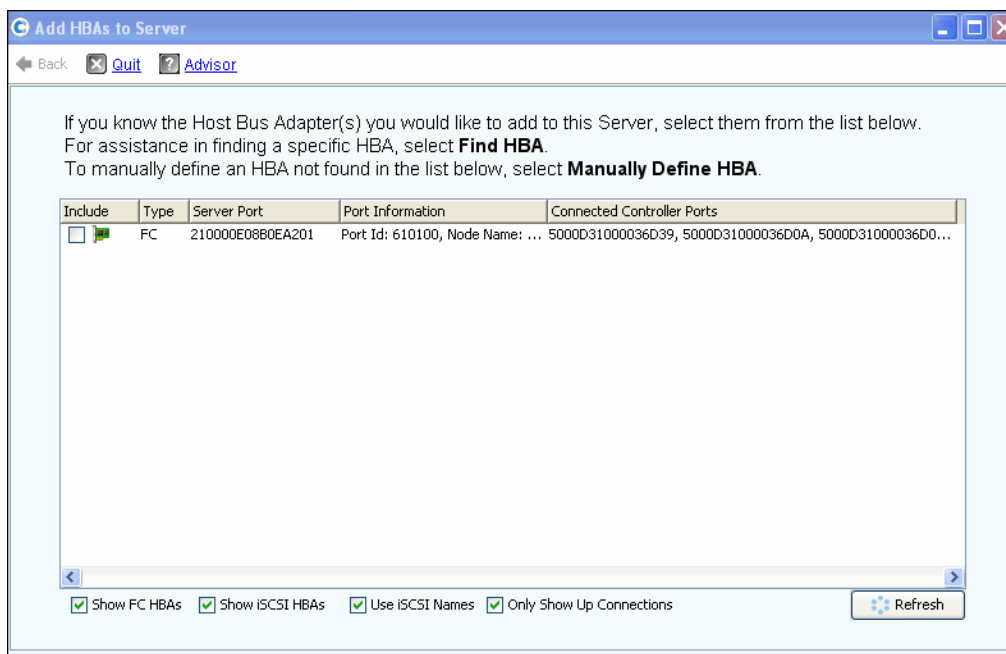 Add HBAs to Server
Back Quit ? Advisor
If you know the Host Bus Adapter(s) you would like to add to this Server, select them from the list below.
For assistance in finding a specific HBA, select Find HBA.
To manually define an HBA not found in the list below, select Manually Define HBA.
Include Type Server Port Port Information Connected Controller Ports
FC 210000E08B0EA201 Port Id: 610100, Node Name: ... 5000D31000036D39, 5000D31000036D0A, 5000D31000036D0...
Show FC HBAs Show iSCSI HBAs Use iSCSI Names Only Show Up Connections Refresh